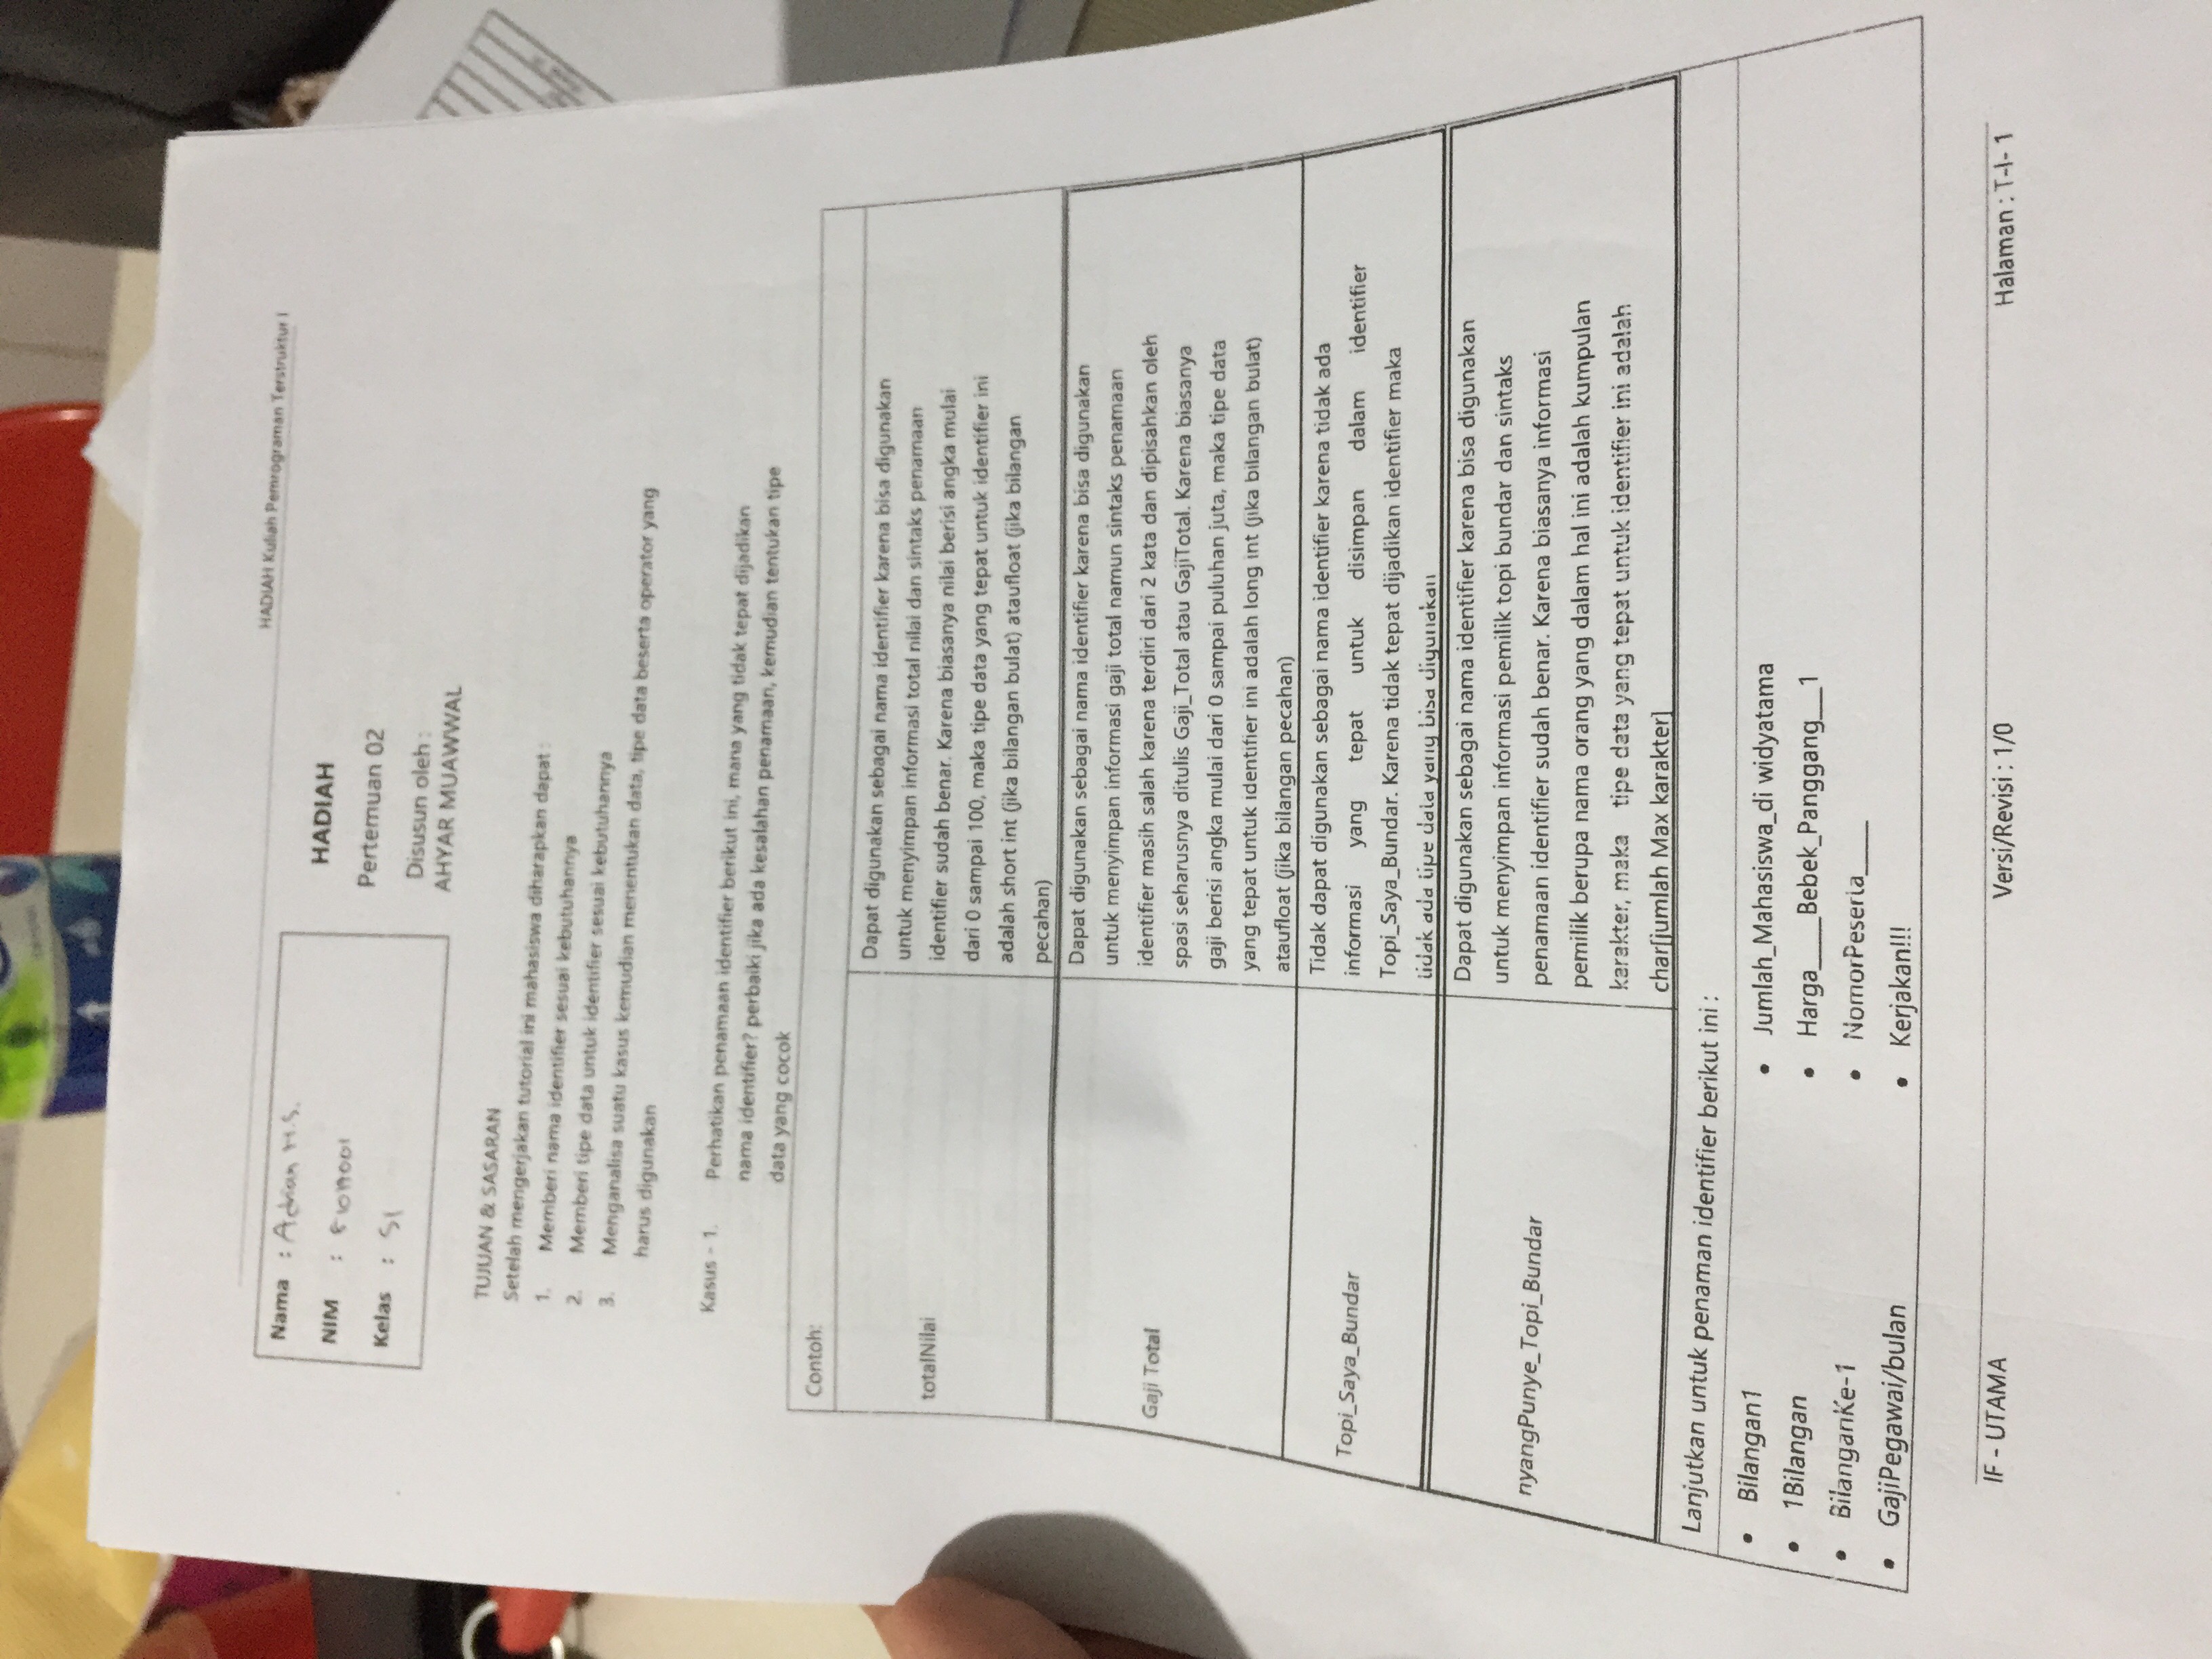 HADIAH Kuliah Pemrograman Terstruktur I
Nama : Adrian M.S.
NIM :
Kelas : S1
HADIAH
Pertemuan 02
Disusun oleh :
AHYAR MUAWWAL
TUJUAN & SASARAN
Setelah mengerjakan tutorial ini mahasiswa diharapkan dapat :
1. Memberi nama identifier sesuai kebutuhannya
2. Memberi tipe data untuk identifier sesuai kebutuhannya
3. Menganalisa suatu kasus kemudian menentukan data, tipe data beserta operator yang
harus digunakan
Kasus - 1. Perhatikan penamaan identifier berikut ini, mana yang tidak tepat dijadikan
nama identifier? perbaiki jika ada kesalahan penamaan, kemudian tentukan tipe
data yang cocok
Contoh:
totalNilai
Dapat digunakan sebagai nama identifier karena bisa digunakan
untuk menyimpan informasi total nilai dan sintaks penamaan
identifier sudah benar. Karena biasanya nilai berisi angka mulai
dari 0 sampai 100, maka tipe data yang tepat untuk identifier ini
adalah short int (jika bilangan bulat) ataufloat (jika bilangan
pecahan)
Gaji Total
Dapat digunakan sebagai nama identifier karena bisa digunakan
untuk menyimpan informasi gaji total namun sintaks penamaan
identifier masih salah karena terdiri dari 2 kata dan dipisahkan oleh
spasi seharusnya ditulis Gaji_Total atau GajiTotal. Karena biasanya
gaji berisi angka mulai dari 0 sampai puluhan juta, maka tipe data
yang tepat untuk identifier ini adalah long int (jika bilangan bulat)
ataufloat (jika bilangan pecahan)
Topi_Saya_Bundar
Tidak dapat digunakan sebagai nama identifier karena tidak ada
informasi yang tepat untuk disimpan dalam identifier
Topi_Saya_Bundar. Karena tidak tepat dijadikan identifier maka
tidak ada tipe data yang bisa digunakan
nyangPunye_Topi_Bundar
Dapat digunakan sebagai nama identifier karena bisa digunakan
untuk menyimpan informasi pemilik topi bundar dan sintaks
penamaan identifier sudah benar. Karena biasanya informasi
pemilik berupa nama orang yang dalam hal ini adalah kumpulan
karakter, maka tipe data yang tepat untuk identifier ini adalah
char[jumlah Max karakter]
Lanjutkan untuk penaman identifier berikut ini :
• Bilangan1
• 1Bilangan
• BilanganKe-1
• GajiPegawai/bulan
• Jumlah_Mahasiswa_di widyatama
• Harga____Bebek_Panggang__1
• NomorPeserta____
• Kerjakan!!!
IF - UTAMA
Versi/Revisi : 1/0
Halaman : T-I- 1